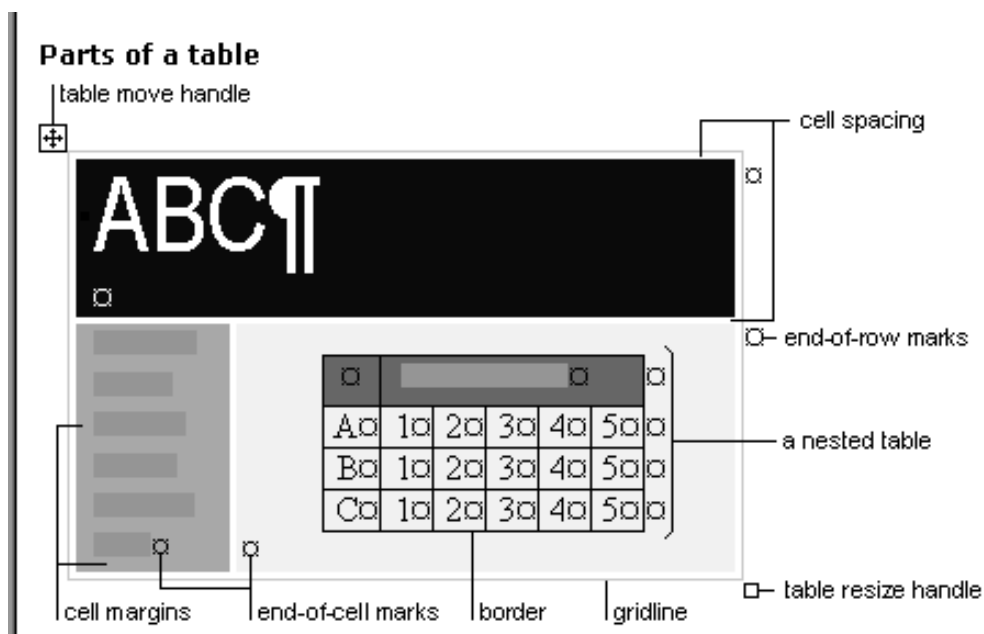 Parts of a table
table move handle
cell spacing
ABC¶
¤
¤
end-of-row marks
¤
¤ ¤ ¤
A¤ 1¤ 2¤ 3¤ 4¤ 5¤ ¤
a nested table
B¤ 1¤ 2¤ 3¤ 4¤ 5¤ ¤
C¤ 1¤ 2¤ 3¤ 4¤ 5¤ ¤
¤ ¤
table resize handle
cell margins end-of-cell marks border gridline